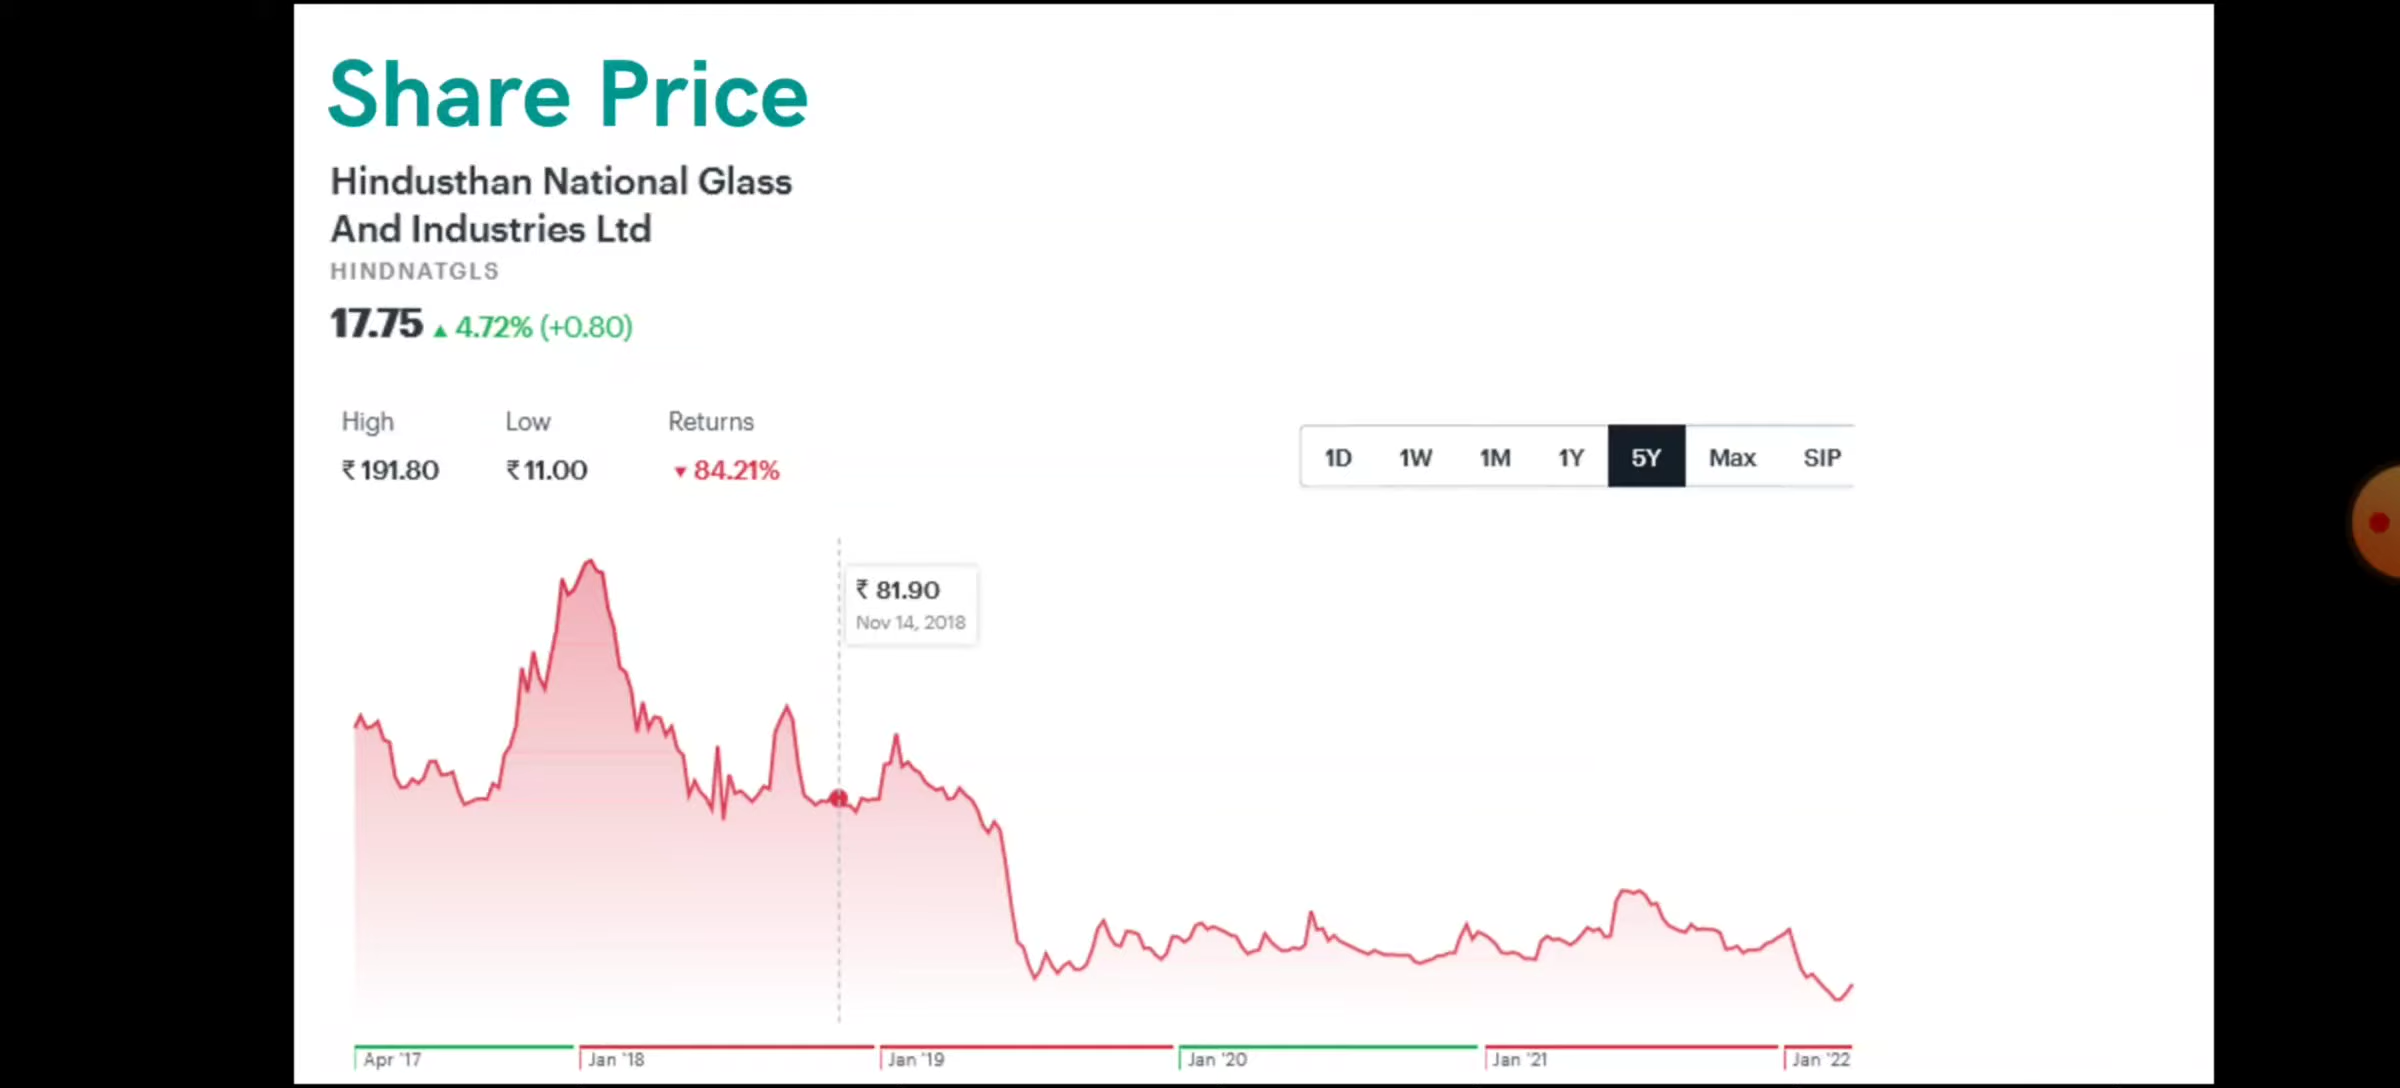 Share Price
Hindusthan National Glass
And Industries Ltd
HINDNATGLS
17.75 ▲ 4.72% (+0.80)
High Low Returns
₹ 191.80 ₹ 11.00 ▼ 84.21%
1D 1W 1M 1Y 5Y Max SIP
₹ 81.90
Nov 14, 2018
Apr '17 Jan '18 Jan '19 Jan '20 Jan '21 Jan '22